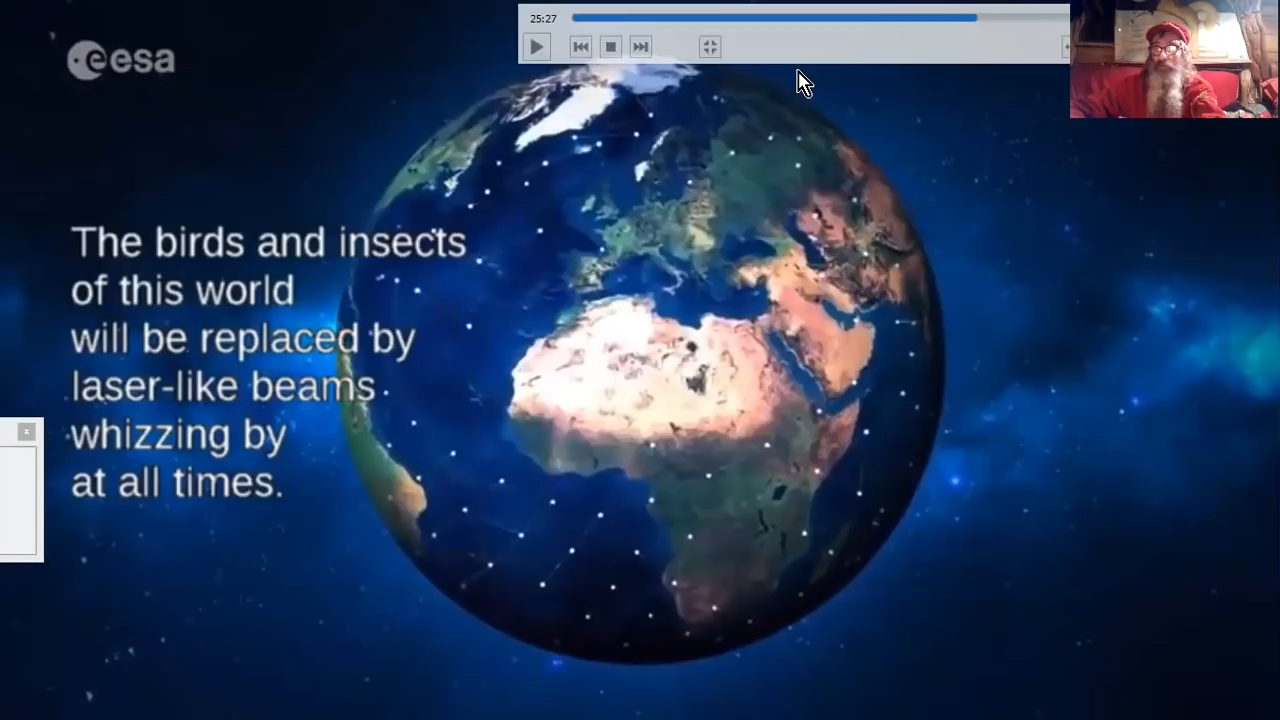 25:27
esa
The birds and insects
of this world
will be replaced by
laser-like beams
whizzing by
at all times.